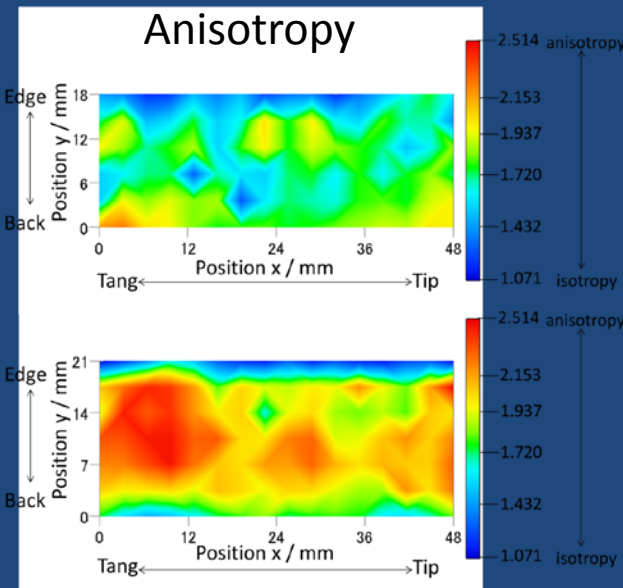 Anisotropy
2.514 anisotropy
18
Edge
2.153
12
1.937
Position y / mm
6
1.720
Back
0
1.432
0 12 24 36 48
Position x / mm
Tang Tip
1.071 isotropy
2.514 anisotropy
21
Edge
2.153
14
1.937
Position y / mm
7
1.720
Back
0
1.432
0 12 24 36 48
Position x / mm
Tang Tip
1.071 isotropy